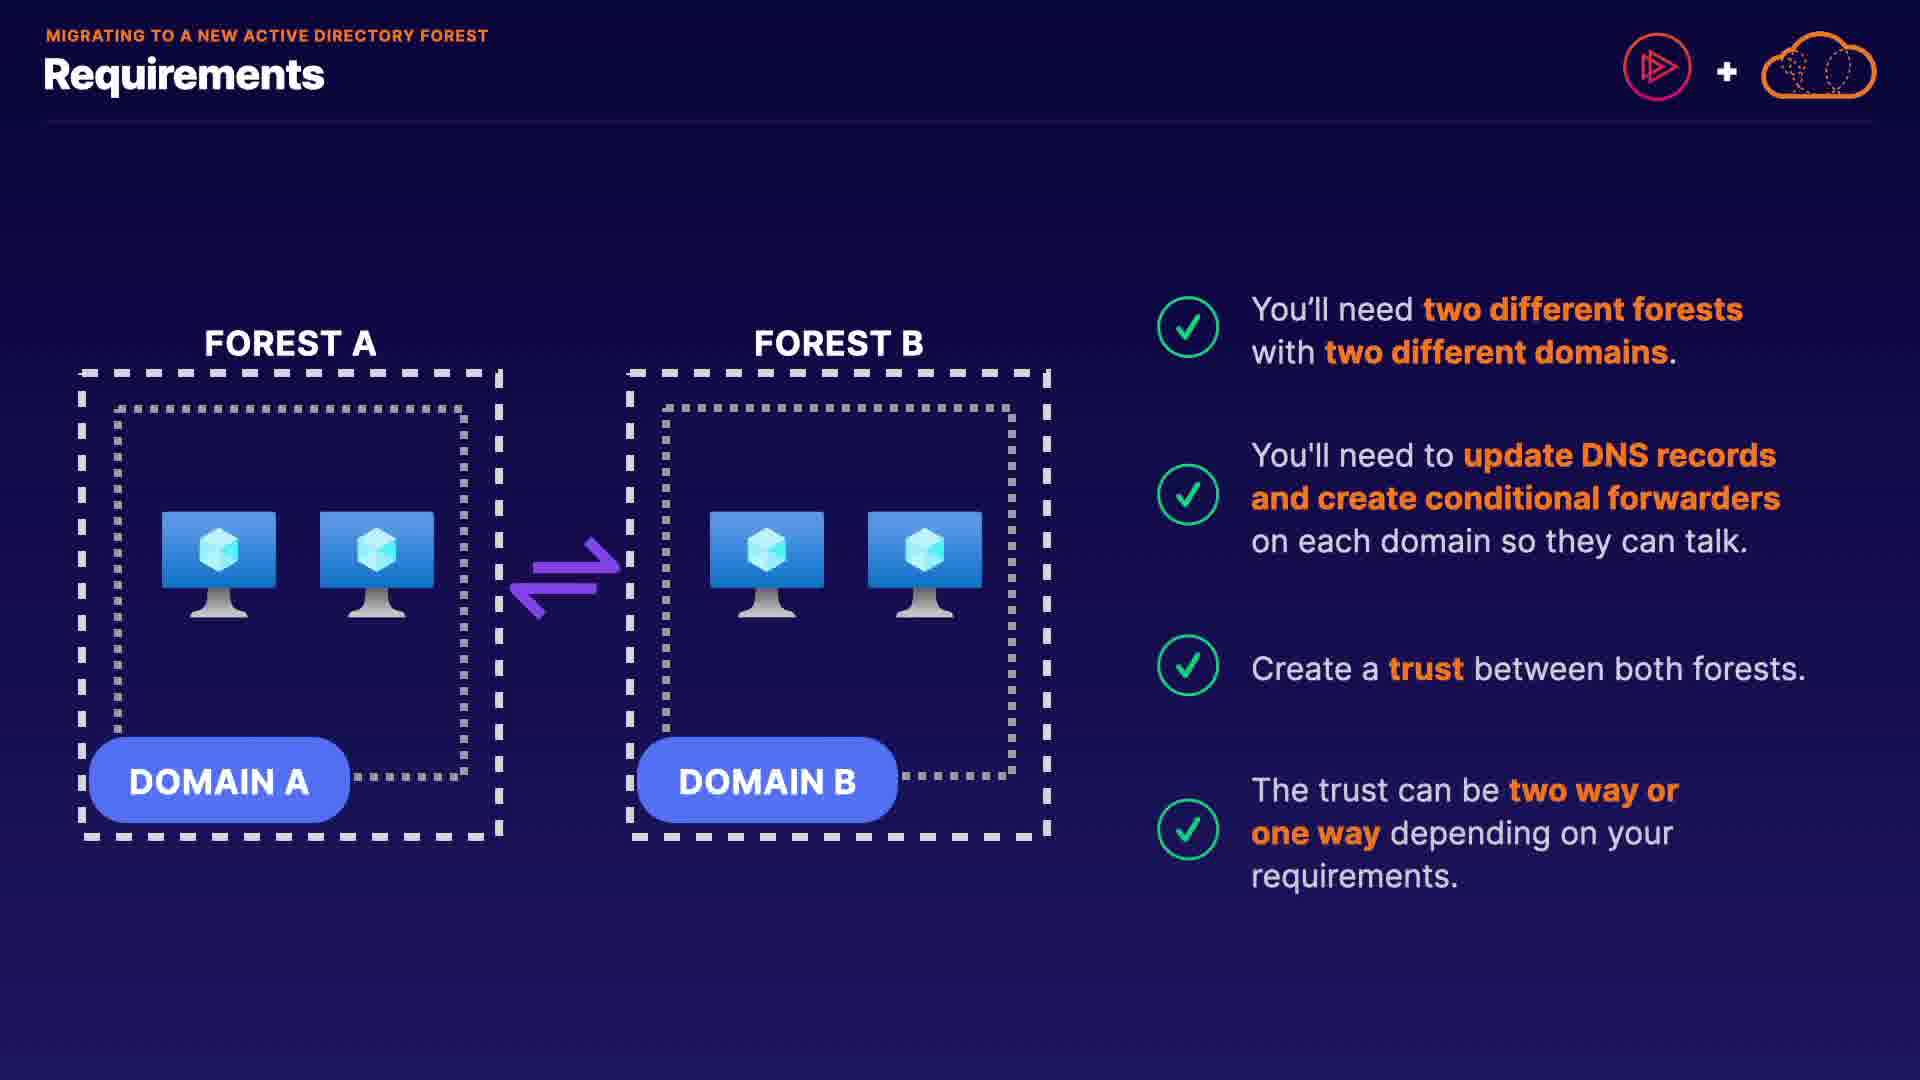 MIGRATING TO A NEW ACTIVE DIRECTORY FOREST
Requirements
FOREST A
FOREST B
DOMAIN A
DOMAIN B
You’ll need two different forests
with two different domains.
You'll need to update DNS records
and create conditional forwarders
on each domain so they can talk.
Create a trust between both forests.
The trust can be two way or
one way depending on your
requirements.